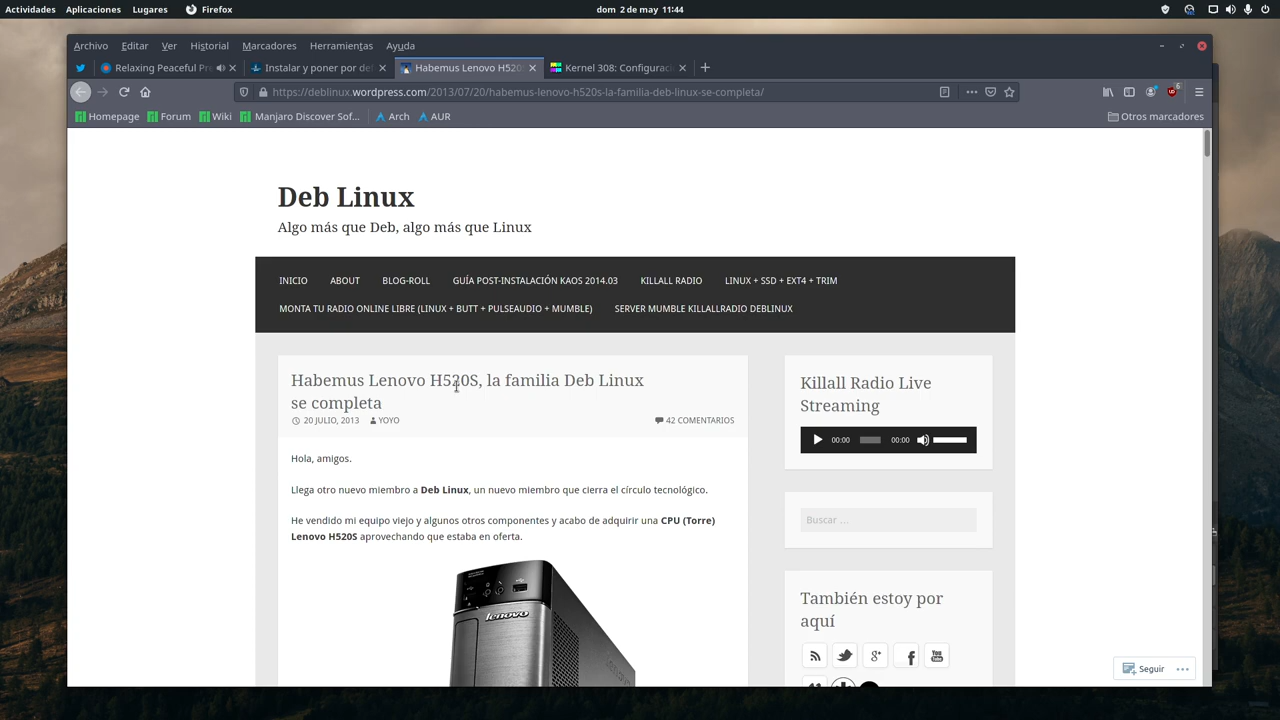 Actividades Aplicaciones Lugares Firefox dom 2 de may 11:44
Archivo Editar Ver Historial Marcadores Herramientas Ayuda
Relaxing Peaceful Pr Instalar y poner por de Habemus Lenovo H520 Kernel 308: Configuraci
https://deblinux.wordpress.com/2013/07/20/habemus-lenovo-h520s-la-familia-deb-linux-se-completa/
6
Homepage Forum Wiki Manjaro Discover Sof... Arch AUR Otros marcadores
Deb Linux
Algo más que Deb, algo más que Linux
INICIO ABOUT BLOG-ROLL GUÍA POST-INSTALACIÓN KAOS 2014.03 KILLALL RADIO LINUX + SSD + EXT4 + TRIM
MONTA TU RADIO ONLINE LIBRE (LINUX + BUTT + PULSEAUDIO + MUMBLE) SERVER MUMBLE KILLALLRADIO DEBLINUX
Habemus Lenovo H520S, la familia Deb Linux
se completa
20 JULIO, 2013 YOYO 42 COMENTARIOS
Hola, amigos.
Llega otro nuevo miembro a Deb Linux, un nuevo miembro que cierra el círculo tecnológico.
He vendido mi equipo viejo y algunos otros componentes y acabo de adquirir una CPU (Torre)
Lenovo H520S aprovechando que estaba en oferta.
lenovo
Killall Radio Live
Streaming
00:00 00:00
Buscar …
También estoy por
aquí
g+ f You Tube
Seguir